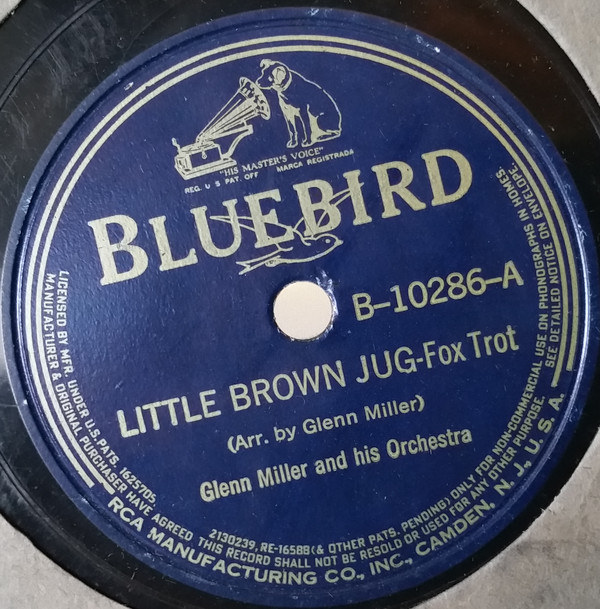 "HIS MASTER'S VOICE"
REG. U S PAT. OFF MARCA REGISTRADA
BLUEBIRD
B–10286–A
LITTLE BROWN JUG-Fox Trot
(Arr. by Glenn Miller)
Glenn Miller and his Orchestra
LICENSED BY MFR. UNDER U.S. PATS. 1625705 2130239, RE-16588 (& OTHER PATS. PENDING) ONLY FOR NON-COMMERCIAL USE ON PHONOGRAPHS IN HOMES.
MANUFACTURER & ORIGINAL PURCHASER HAVE AGREED THIS RECORD SHALL NOT BE RESOLD OR USED FOR ANY OTHER PURPOSE. SEE DETAILED NOTICE ON ENVELOPE.
RCA MANUFACTURING CO., INC., CAMDEN, N. J., U. S. A.